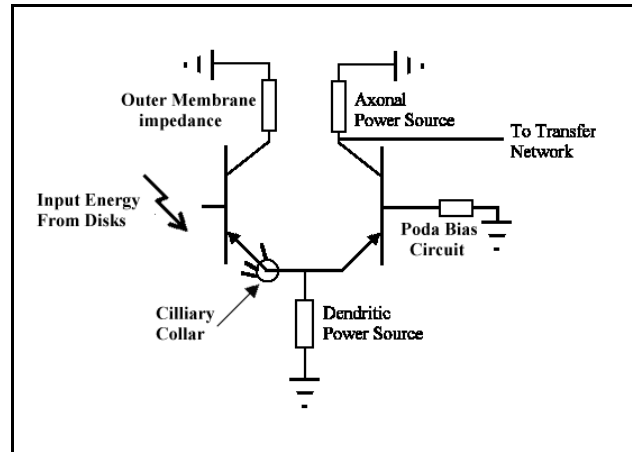 Outer Membrane
impedance
Axonal
Power Source
To Transfer
Network
Input Energy
From Disks
Poda Bias
Circuit
Cilliary
Collar
Dendritic
Power Source